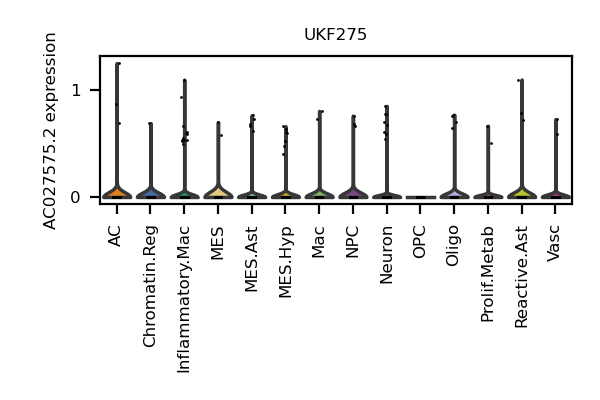 UKF275
AC027575.2 expression
1
0
AC
Chromatin.Reg
Inflammatory.Mac
MES
MES.Ast
MES.Hyp
Mac
NPC
Neuron
OPC
Oligo
Prolif.Metab
Reactive.Ast
Vasc